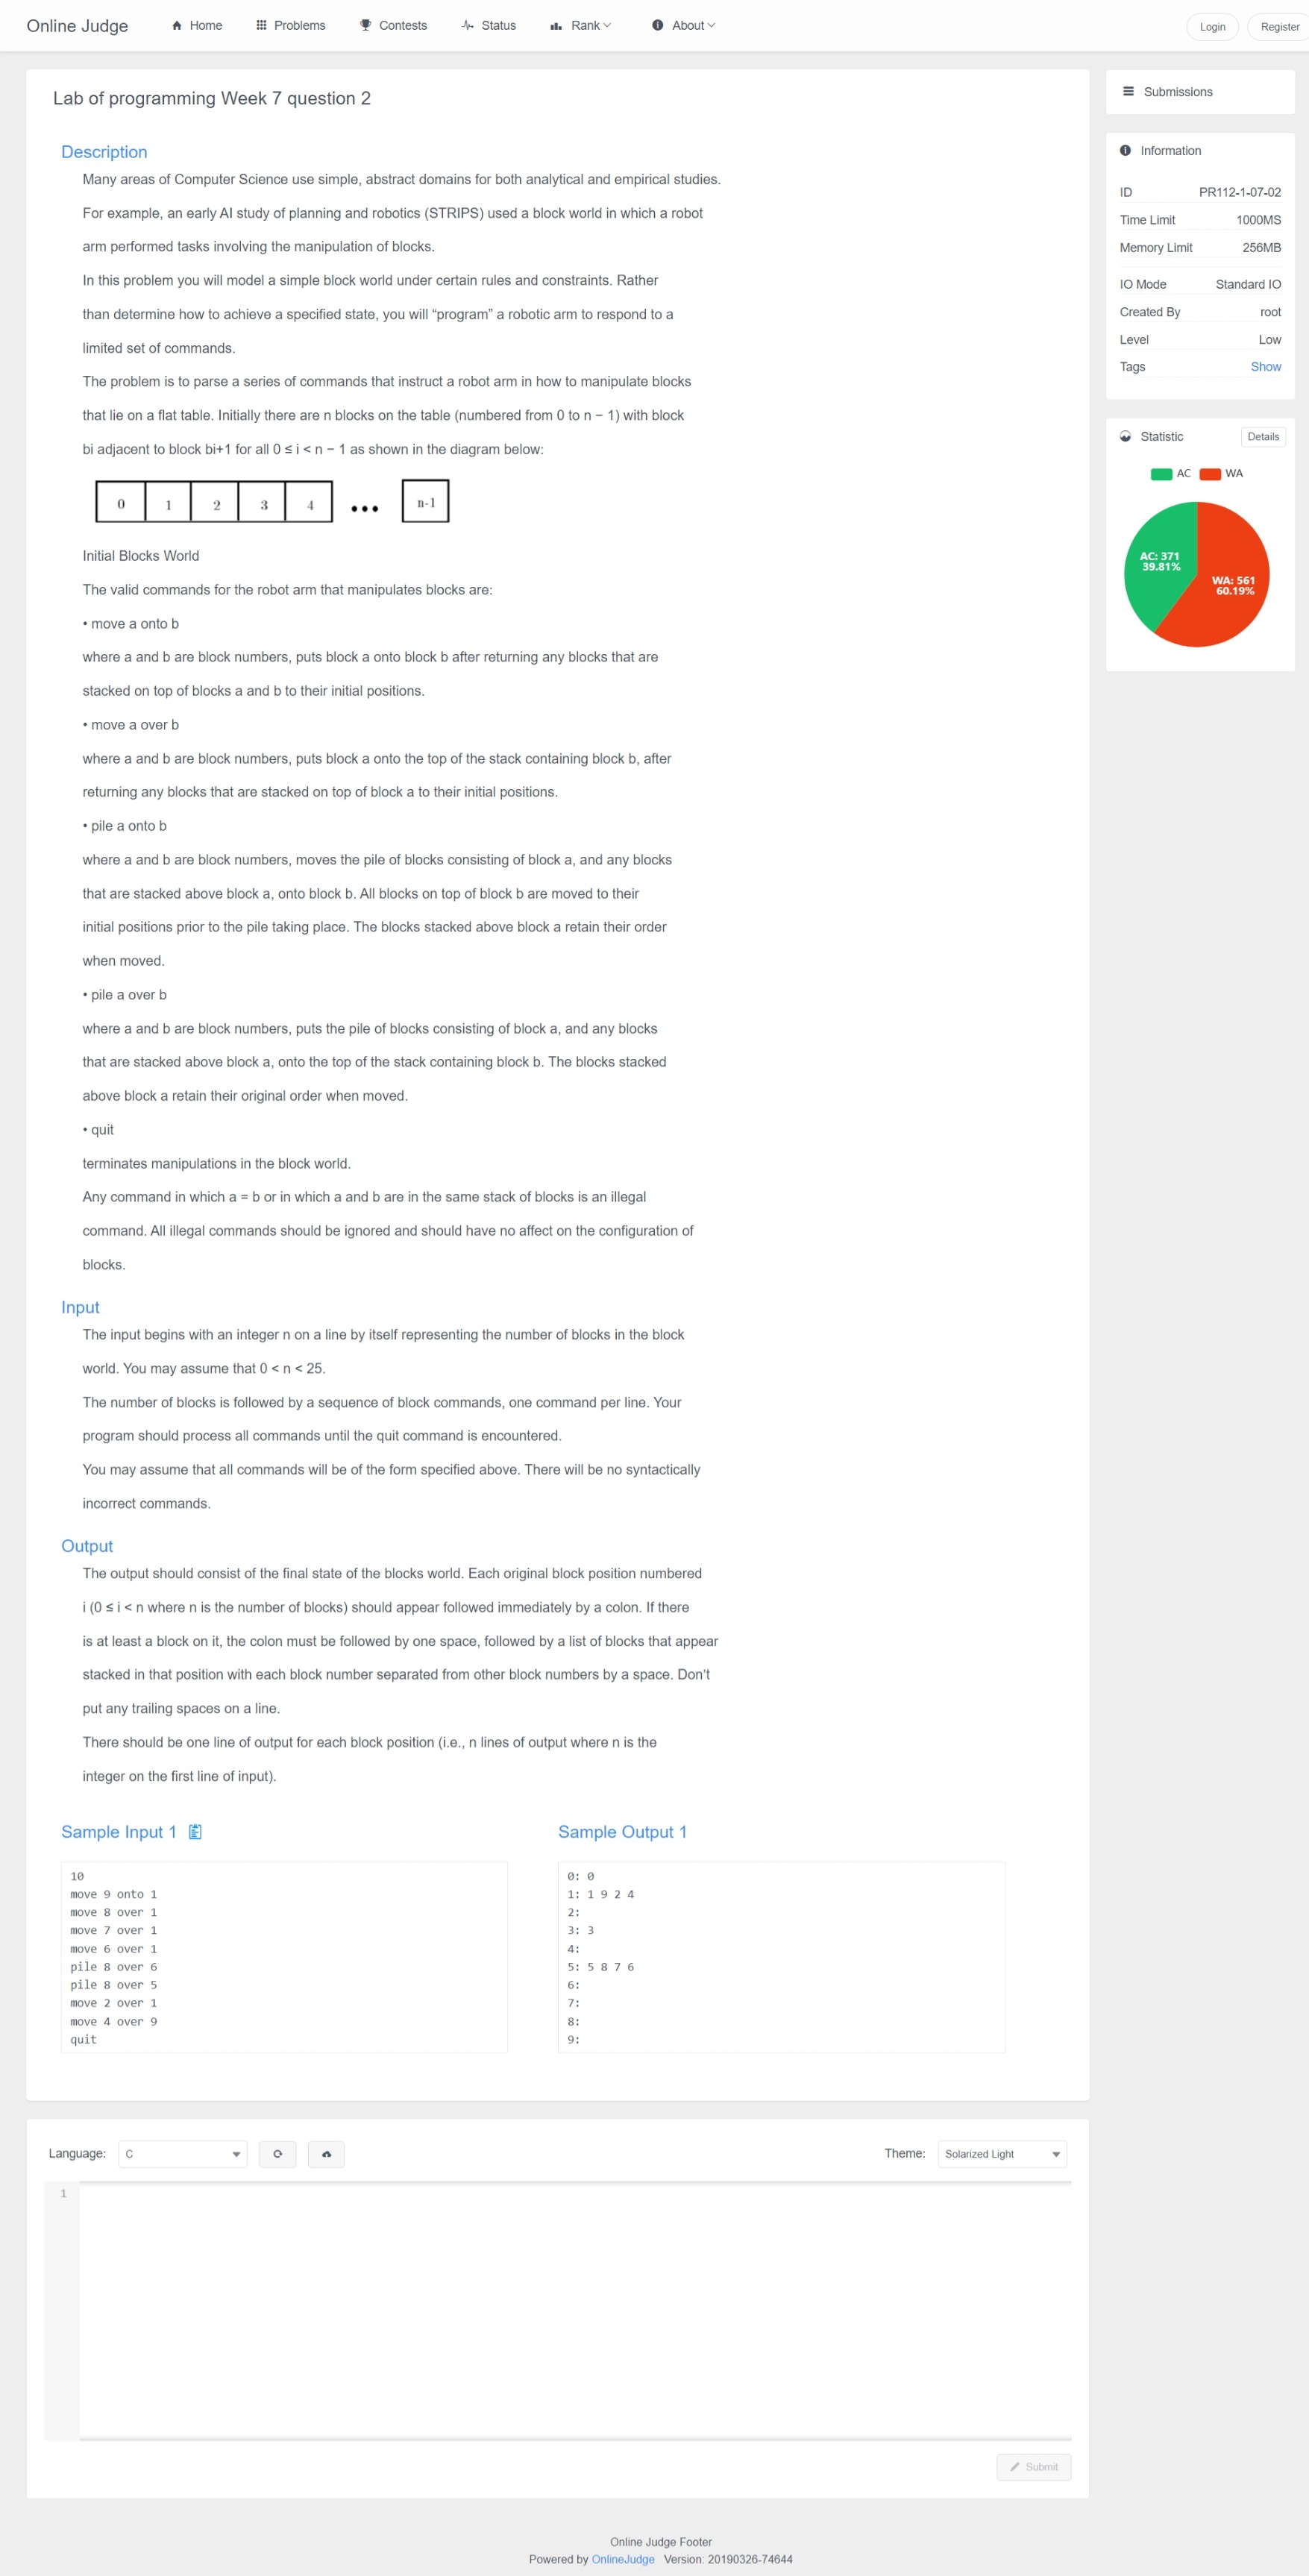 Online Judge
Home
Problems
Contests
Status
Rank
About
Login
Register
Lab of programming Week 7 question 2
Description
Many areas of Computer Science use simple, abstract domains for both analytical and empirical studies.
For example, an early AI study of planning and robotics (STRIPS) used a block world in which a robot
arm performed tasks involving the manipulation of blocks.
In this problem you will model a simple block world under certain rules and constraints. Rather
than determine how to achieve a specified state, you will “program” a robotic arm to respond to a
limited set of commands.
The problem is to parse a series of commands that instruct a robot arm in how to manipulate blocks
that lie on a flat table. Initially there are n blocks on the table (numbered from 0 to n − 1) with block
bi adjacent to block bi+1 for all 0 ≤ i < n − 1 as shown in the diagram below:
0 1 2 3 4 ••• n-1
Initial Blocks World
The valid commands for the robot arm that manipulates blocks are:
• move a onto b
where a and b are block numbers, puts block a onto block b after returning any blocks that are
stacked on top of blocks a and b to their initial positions.
• move a over b
where a and b are block numbers, puts block a onto the top of the stack containing block b, after
returning any blocks that are stacked on top of block a to their initial positions.
• pile a onto b
where a and b are block numbers, moves the pile of blocks consisting of block a, and any blocks
that are stacked above block a, onto block b. All blocks on top of block b are moved to their
initial positions prior to the pile taking place. The blocks stacked above block a retain their order
when moved.
• pile a over b
where a and b are block numbers, puts the pile of blocks consisting of block a, and any blocks
that are stacked above block a, onto the top of the stack containing block b. The blocks stacked
above block a retain their original order when moved.
• quit
terminates manipulations in the block world.
Any command in which a = b or in which a and b are in the same stack of blocks is an illegal
command. All illegal commands should be ignored and should have no affect on the configuration of
blocks.
Input
The input begins with an integer n on a line by itself representing the number of blocks in the block
world. You may assume that 0 < n < 25.
The number of blocks is followed by a sequence of block commands, one command per line. Your
program should process all commands until the quit command is encountered.
You may assume that all commands will be of the form specified above. There will be no syntactically
incorrect commands.
Output
The output should consist of the final state of the blocks world. Each original block position numbered
i (0 ≤ i < n where n is the number of blocks) should appear followed immediately by a colon. If there
is at least a block on it, the colon must be followed by one space, followed by a list of blocks that appear
stacked in that position with each block number separated from other block numbers by a space. Don’t
put any trailing spaces on a line.
There should be one line of output for each block position (i.e., n lines of output where n is the
integer on the first line of input).
Sample Input 1
10
move 9 onto 1
move 8 over 1
move 7 over 1
move 6 over 1
pile 8 over 6
pile 8 over 5
move 2 over 1
move 4 over 9
quit
Sample Output 1
0: 0
1: 1 9 2 4
2:
3: 3
4:
5: 5 8 7 6
6:
7:
8:
9:
Language:
C
Theme:
Solarized Light
1
Submit
Submissions
Information
ID PR112-1-07-02
Time Limit 1000MS
Memory Limit 256MB
IO Mode Standard IO
Created By root
Level Low
Tags Show
Statistic
Details
AC WA
AC: 371
39.81%
WA: 561
60.19%
Online Judge Footer
Powered by OnlineJudge Version: 20190326-74644